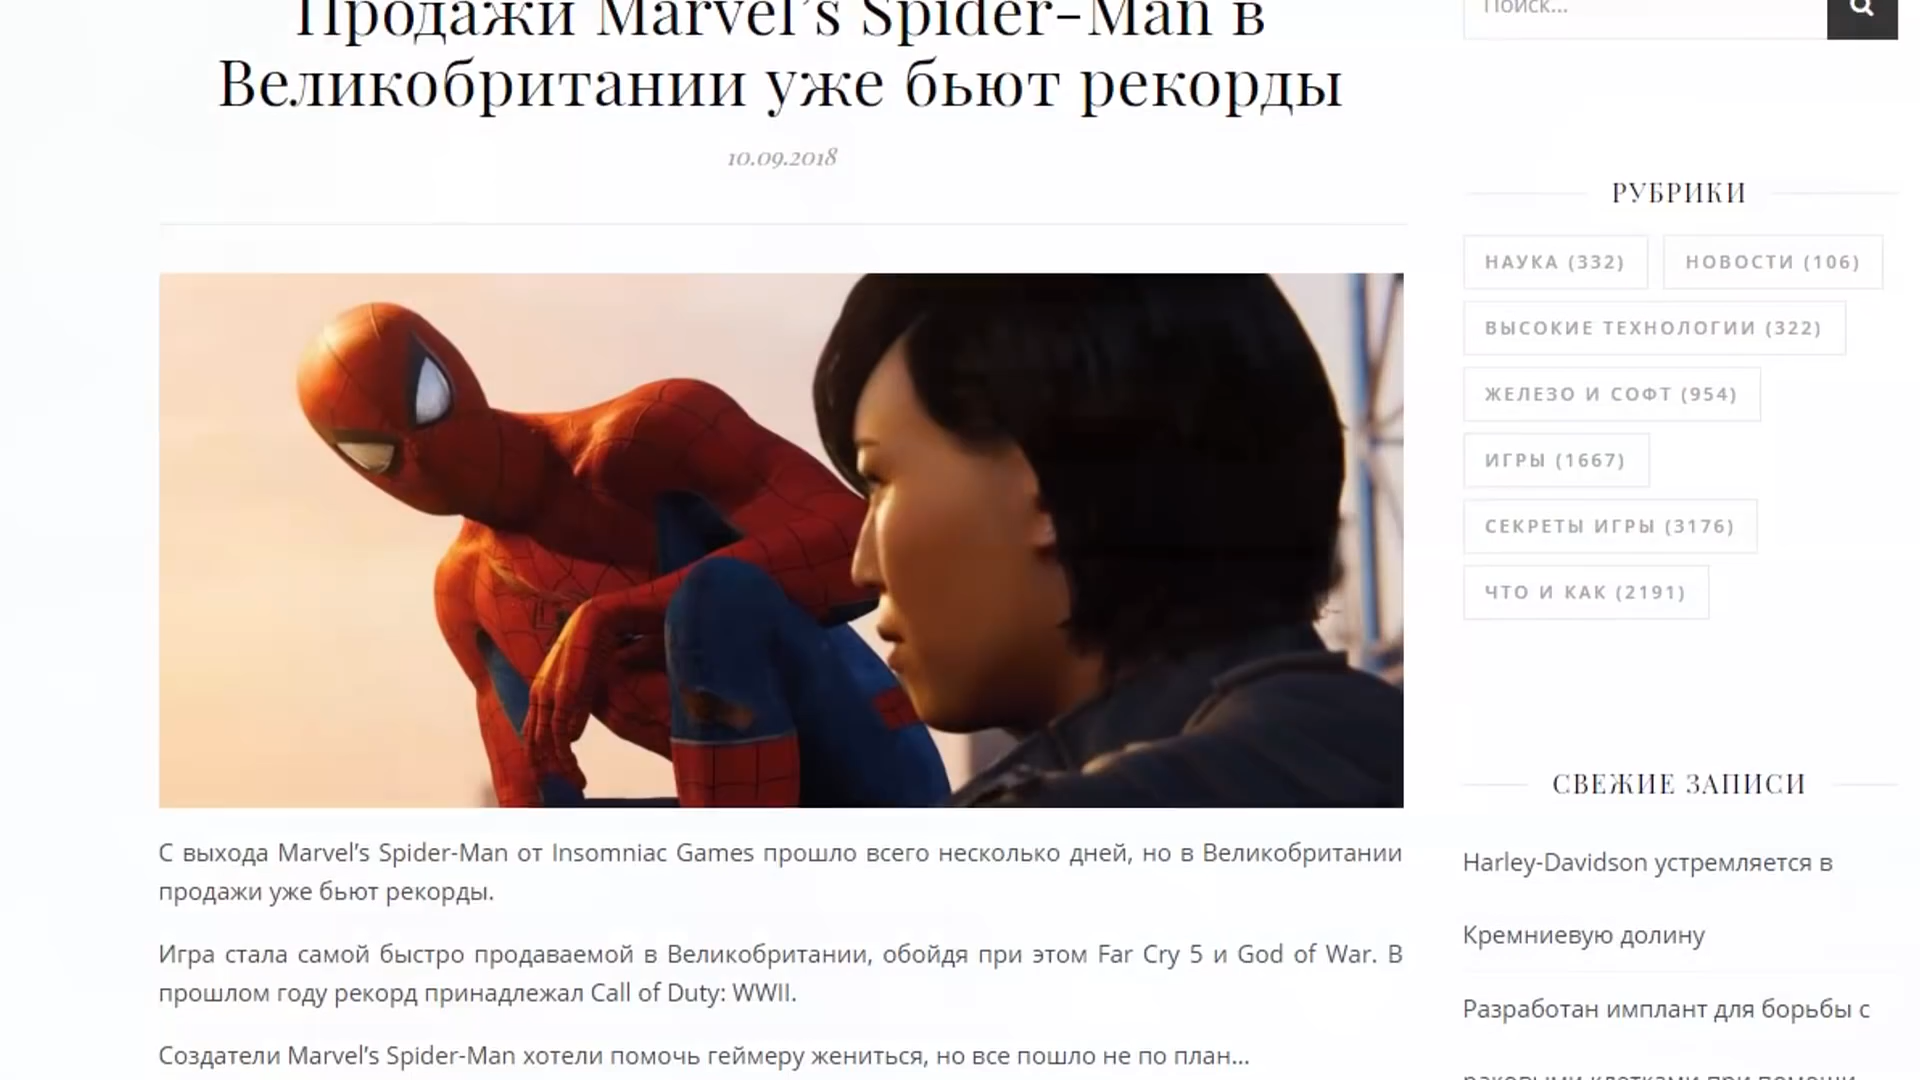 Продажи Marvel’s Spider-Man в
Великобритании уже бьют рекорды
10.09.2018
С выхода Marvel’s Spider-Man от Insomniac Games прошло всего несколько дней, но в Великобритании
продажи уже бьют рекорды.
Игра стала самой быстро продаваемой в Великобритании, обойдя при этом Far Cry 5 и God of War. В
прошлом году рекорд принадлежал Call of Duty: WWII.
Создатели Marvel’s Spider-Man хотели помочь геймеру жениться, но все пошло не по план...
Поиск...
РУБРИКИ
НАУКА (332)
НОВОСТИ (106)
ВЫСОКИЕ ТЕХНОЛОГИИ (322)
ЖЕЛЕЗО И СОФТ (954)
ИГРЫ (1667)
СЕКРЕТЫ ИГРЫ (3176)
ЧТО И КАК (2191)
СВЕЖИЕ ЗАПИСИ
Harley-Davidson устремляется в
Кремниевую долину
Разработан имплант для борьбы с
раковыми клетками при помощи